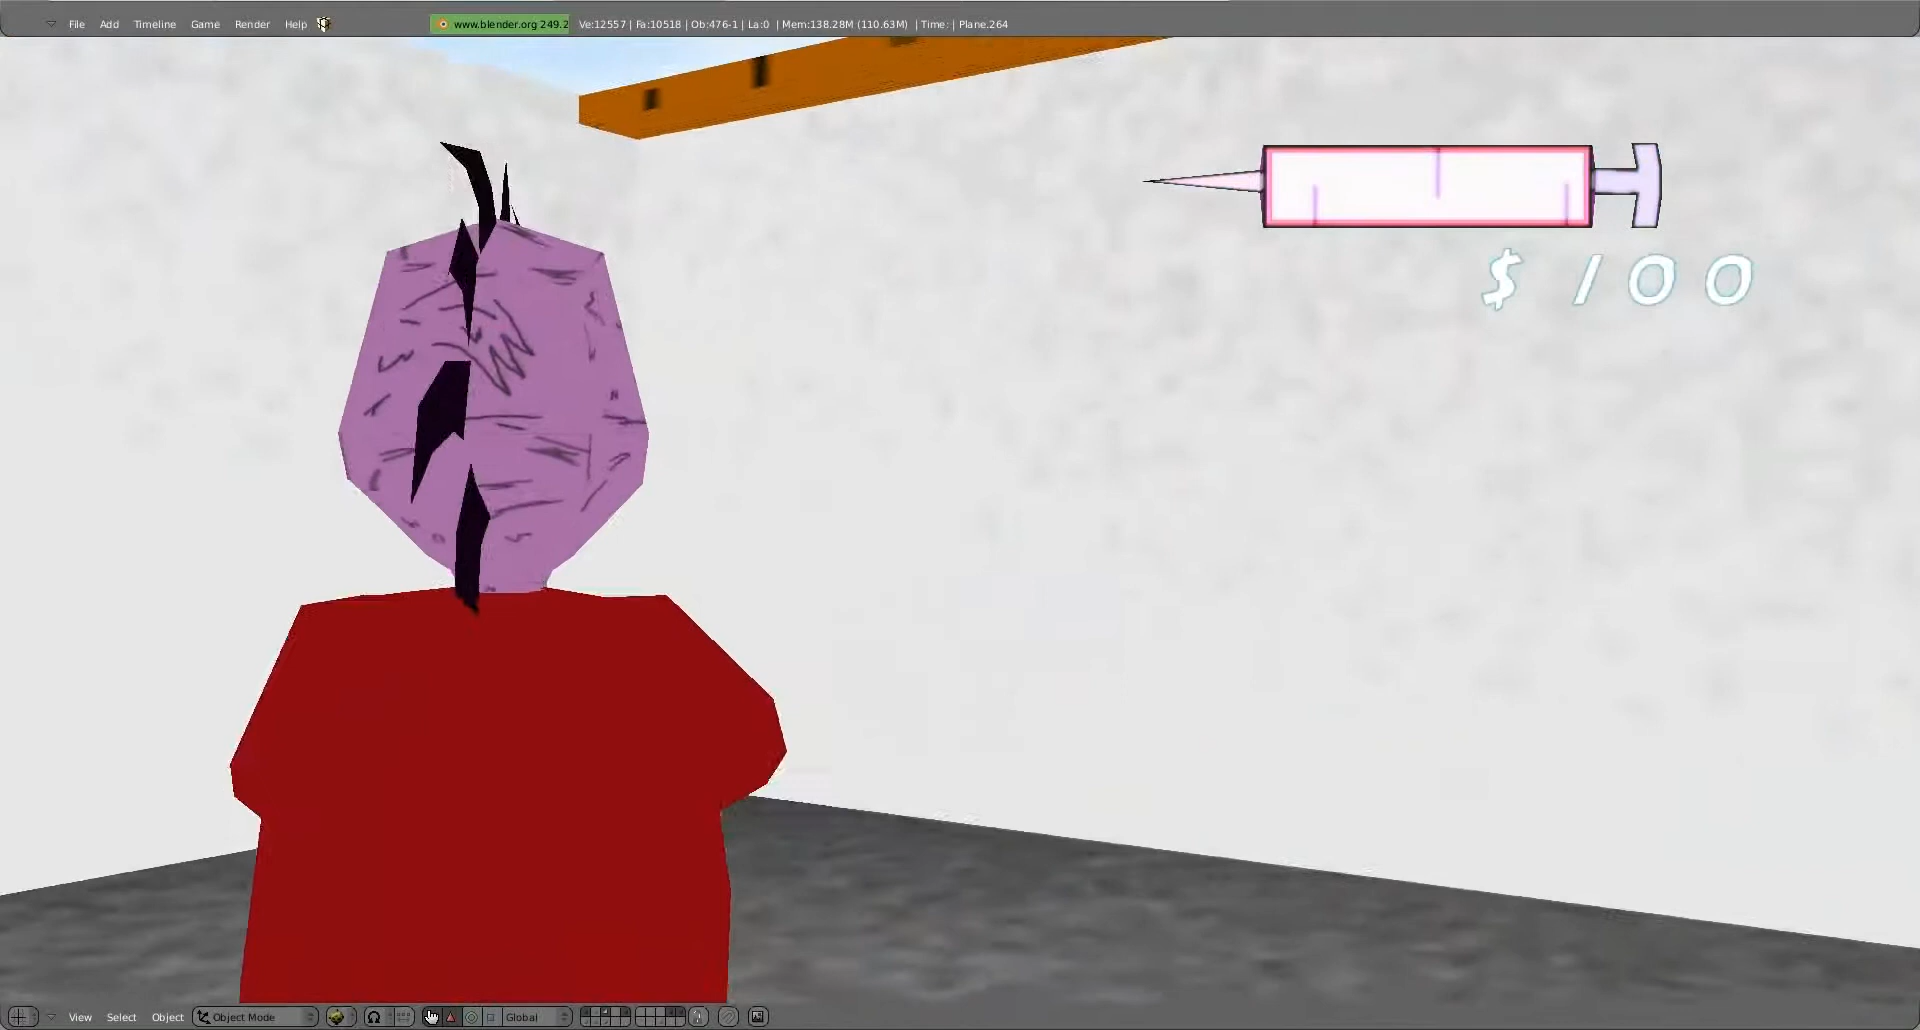 File Add Timeline Game Render Help www.blender.org 249.2 Ve:12557 | Fa:10518 | Ob:476-1 | La:0 | Mem:138.28M (110.63M) | Time: | Plane.264
$ 100
View Select Object Object Mode Global